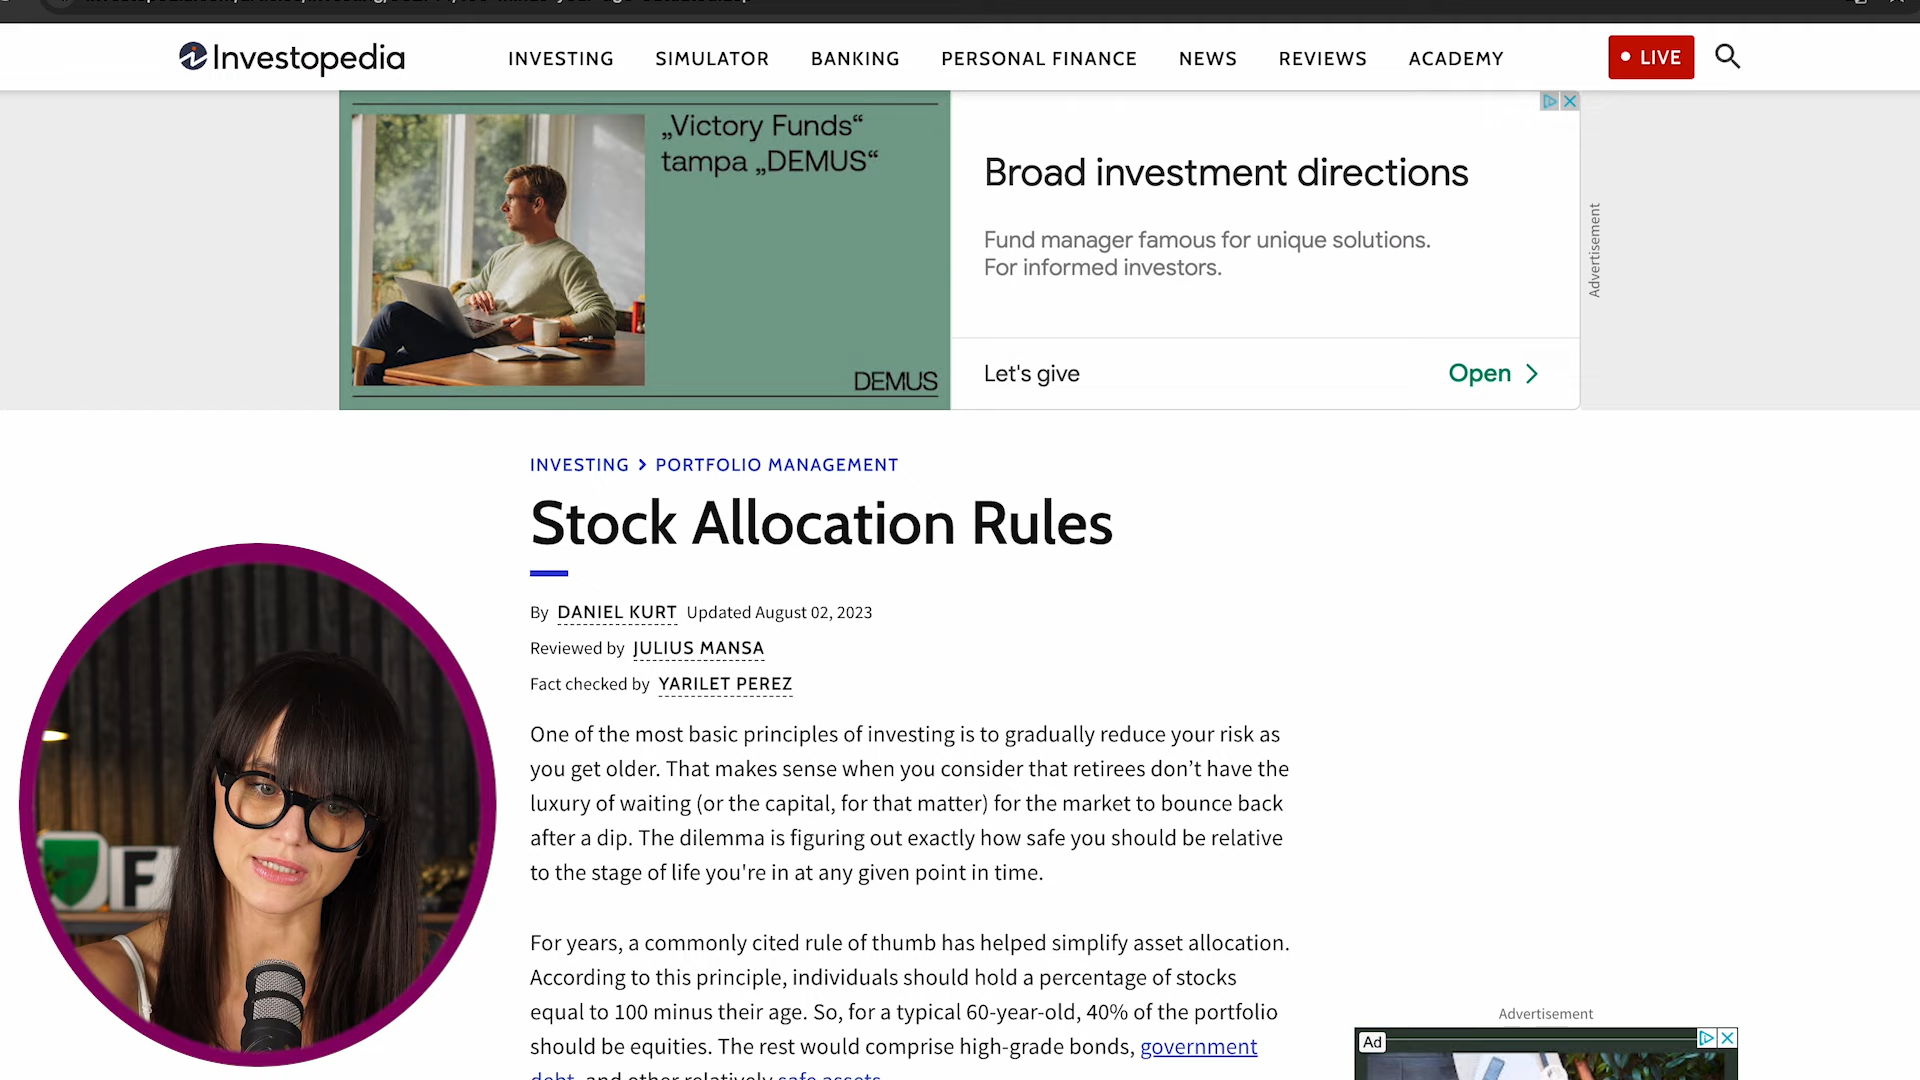 Investopedia
INVESTING SIMULATOR BANKING PERSONAL FINANCE NEWS REVIEWS ACADEMY
LIVE
„Victory Funds“
tampa „DEMUS“
DEMUS
Broad investment directions
Fund manager famous for unique solutions.
For informed investors.
Let's give
Open
Advertisement
INVESTING > PORTFOLIO MANAGEMENT
Stock Allocation Rules
By DANIEL KURT Updated August 02, 2023
Reviewed by JULIUS MANSA
Fact checked by YARILET PEREZ
One of the most basic principles of investing is to gradually reduce your risk as
you get older. That makes sense when you consider that retirees don’t have the
luxury of waiting (or the capital, for that matter) for the market to bounce back
after a dip. The dilemma is figuring out exactly how safe you should be relative
to the stage of life you're in at any given point in time.
For years, a commonly cited rule of thumb has helped simplify asset allocation.
According to this principle, individuals should hold a percentage of stocks
equal to 100 minus their age. So, for a typical 60-year-old, 40% of the portfolio
should be equities. The rest would comprise high-grade bonds, government
debt, and other relatively safe assets.
Advertisement
Ad
F